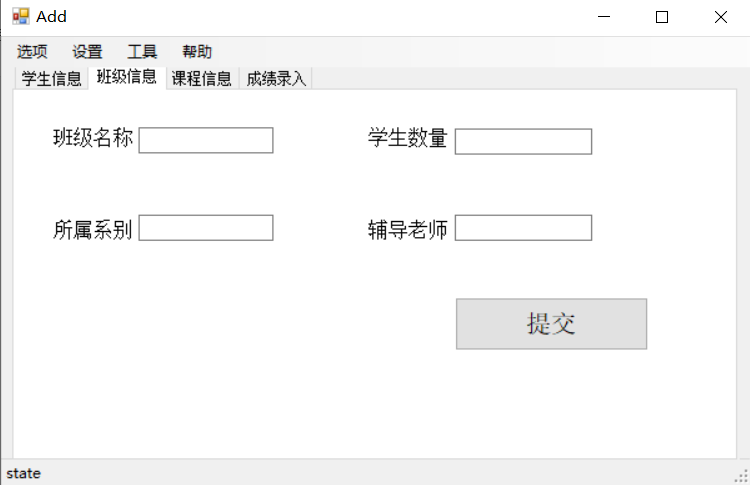 Add
选项 设置 工具 帮助
学生信息 班级信息 课程信息 成绩录入
班级名称 学生数量
所属系别 辅导老师
提交
state